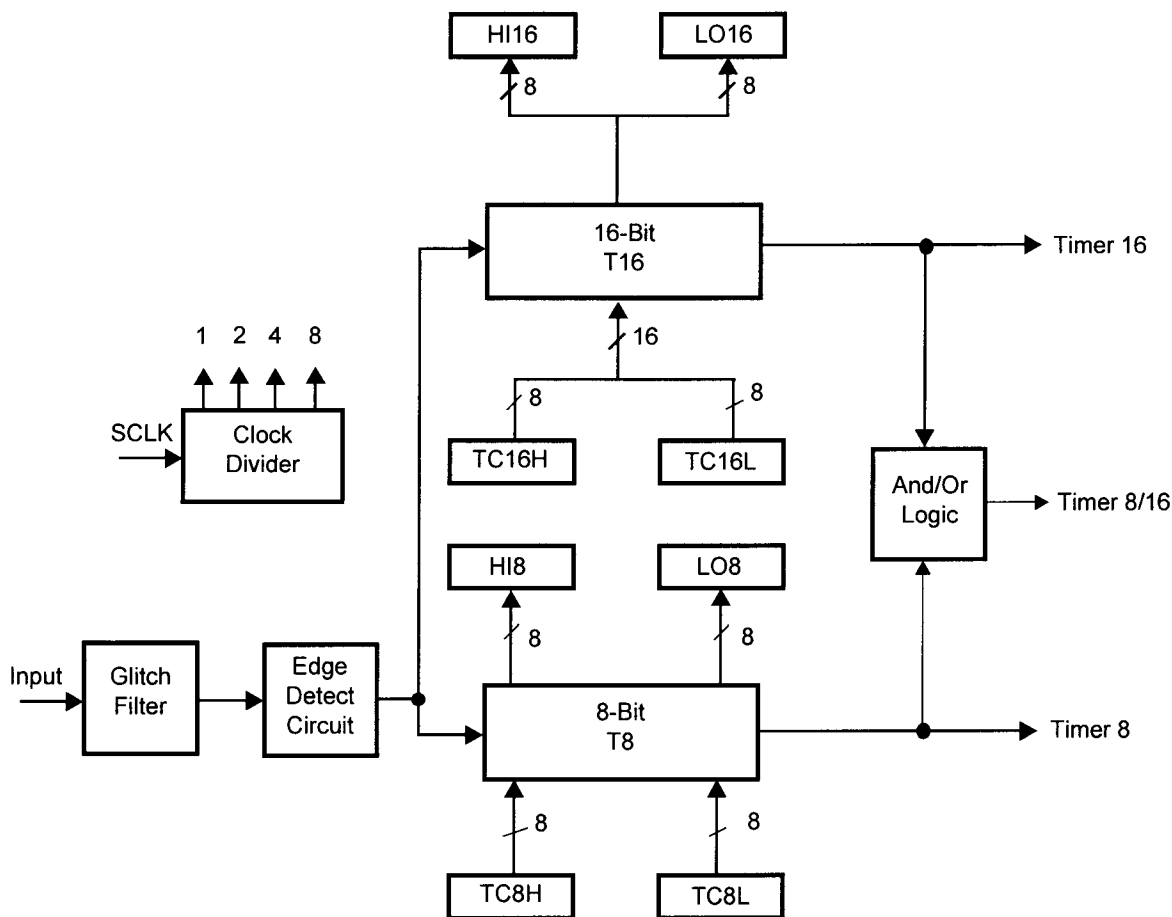 HI16
LO16
8
8
16-Bit
T16
Timer 16
1
2
4
8
16
8
8
SCLK
Clock
Divider
TC16H
TC16L
And/Or
Logic
Timer 8/16
HI8
LO8
8
8
Input
Glitch
Filter
Edge
Detect
Circuit
8-Bit
T8
Timer 8
8
8
TC8H
TC8L